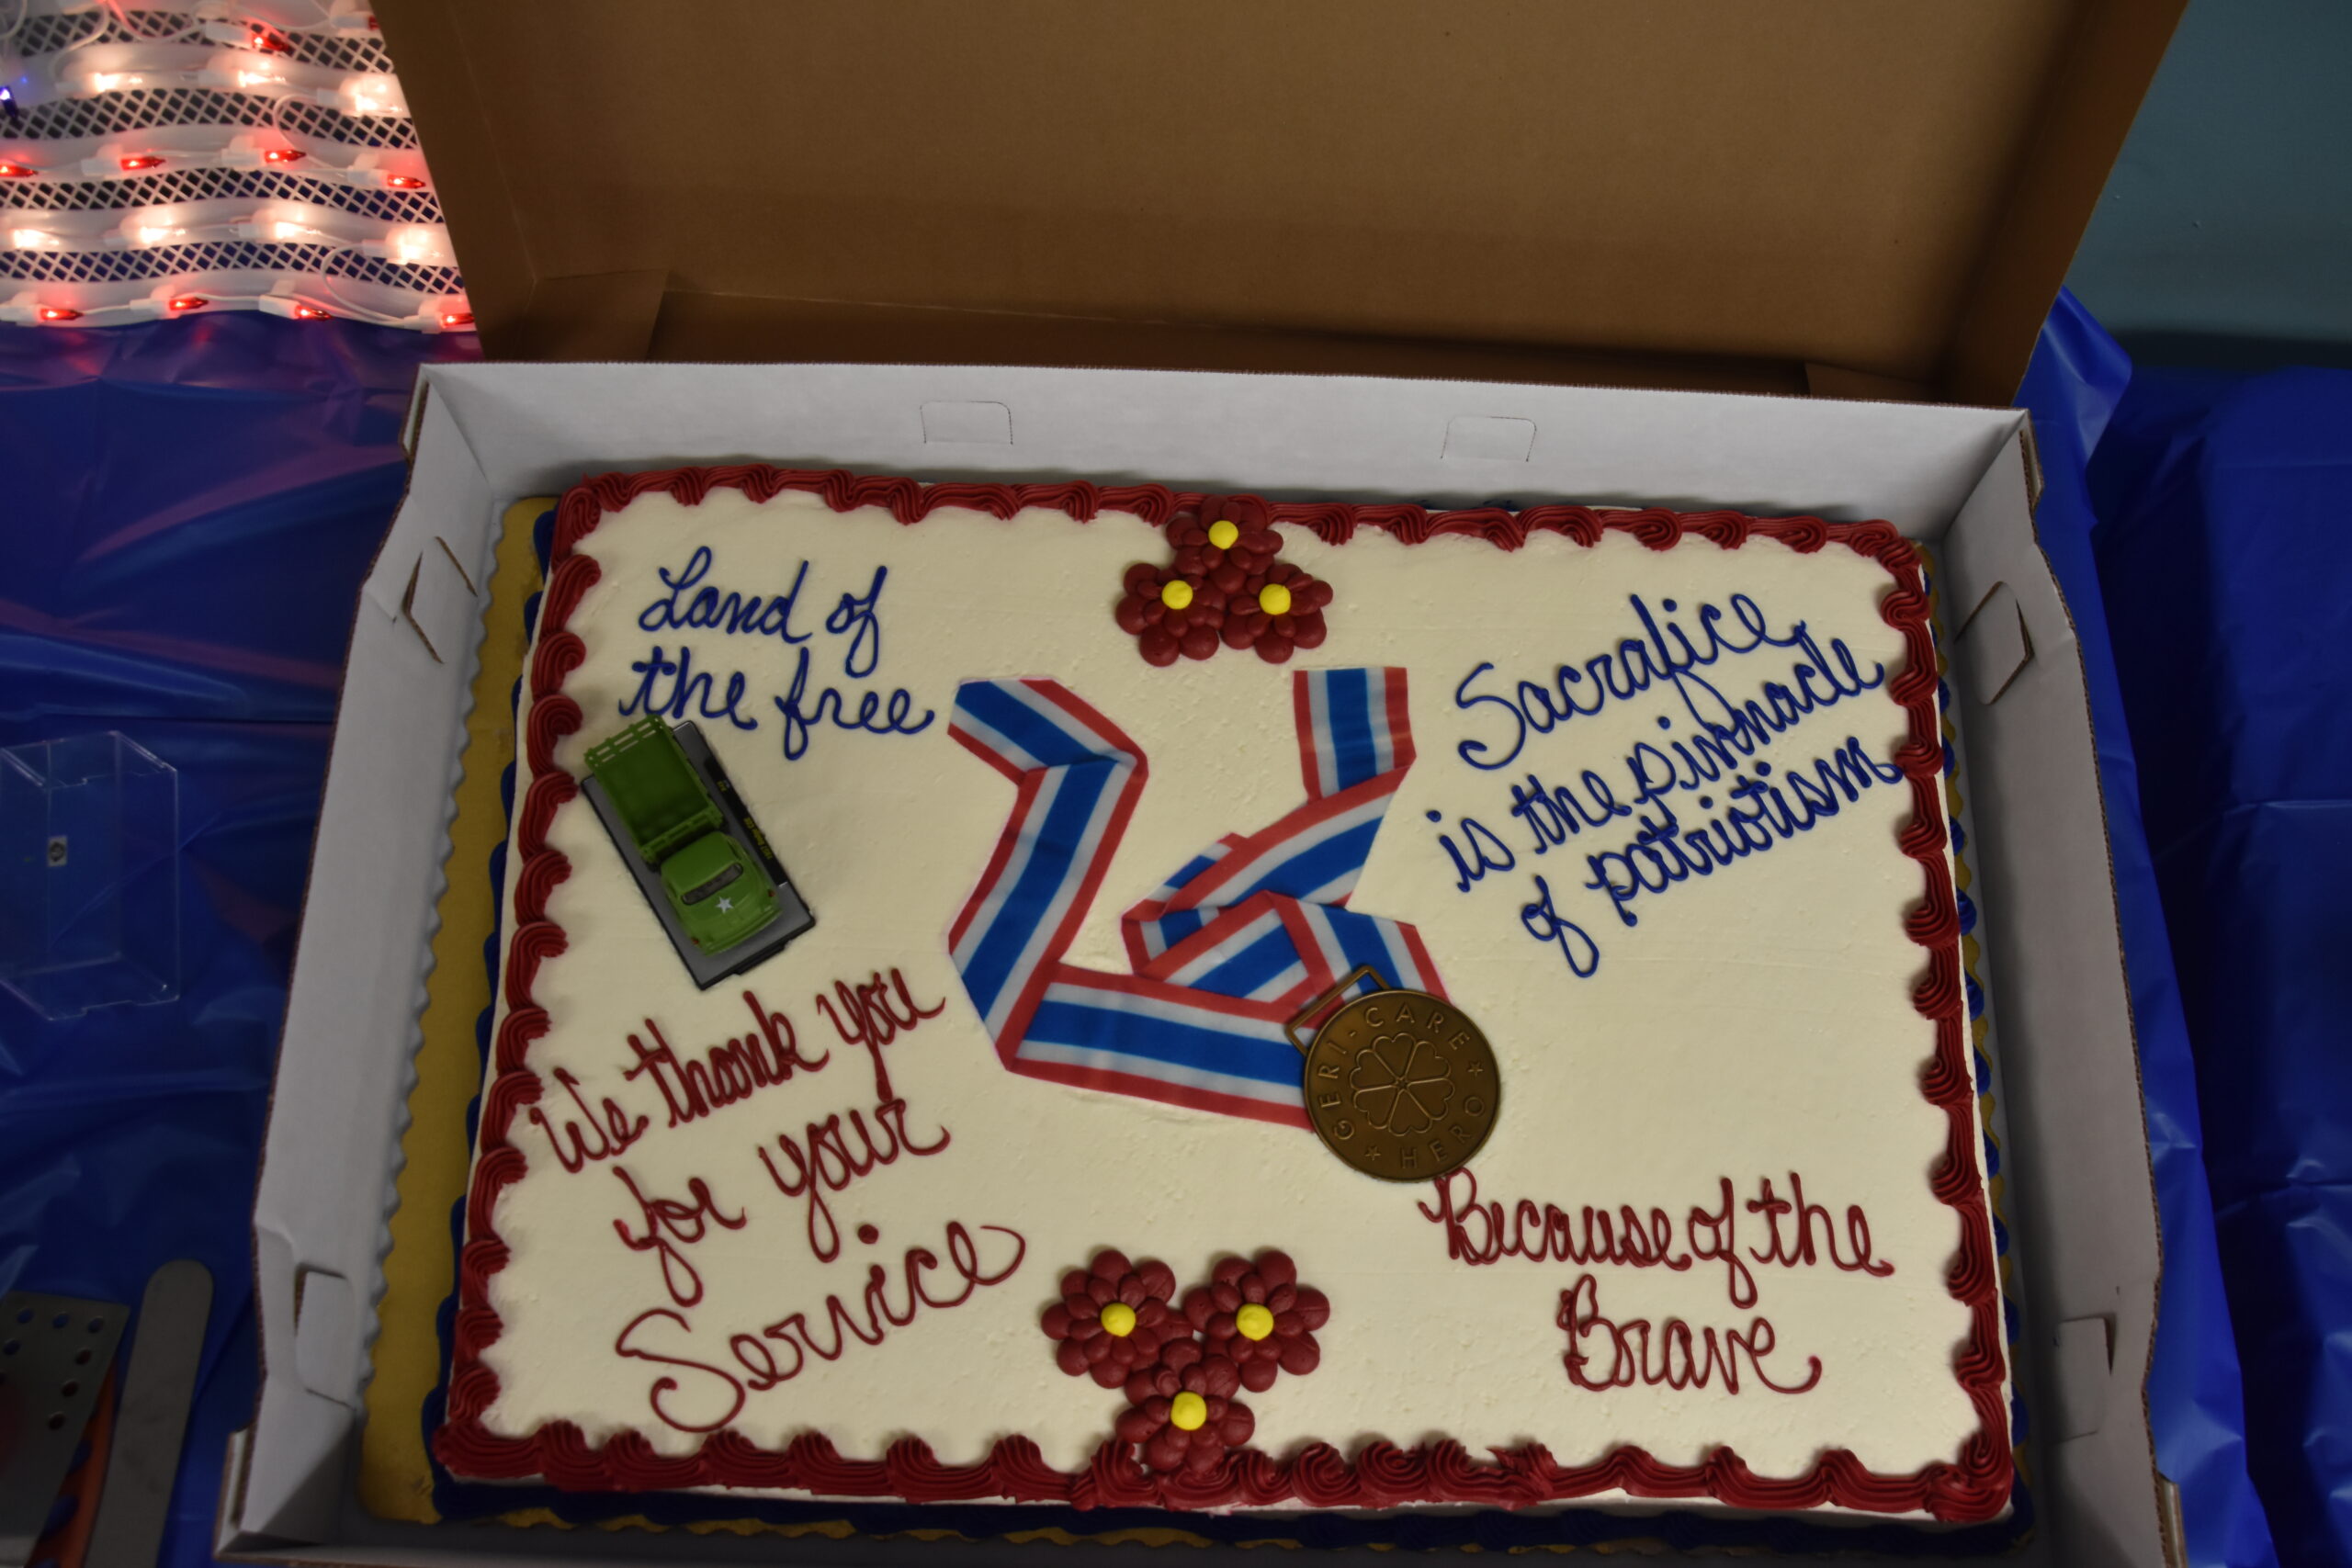 Land of
the free
Sacrafice
is the pinnacle
of patriotism
GERI-CARE
HERO
We thank you
for your
Service
Because of the
Brave